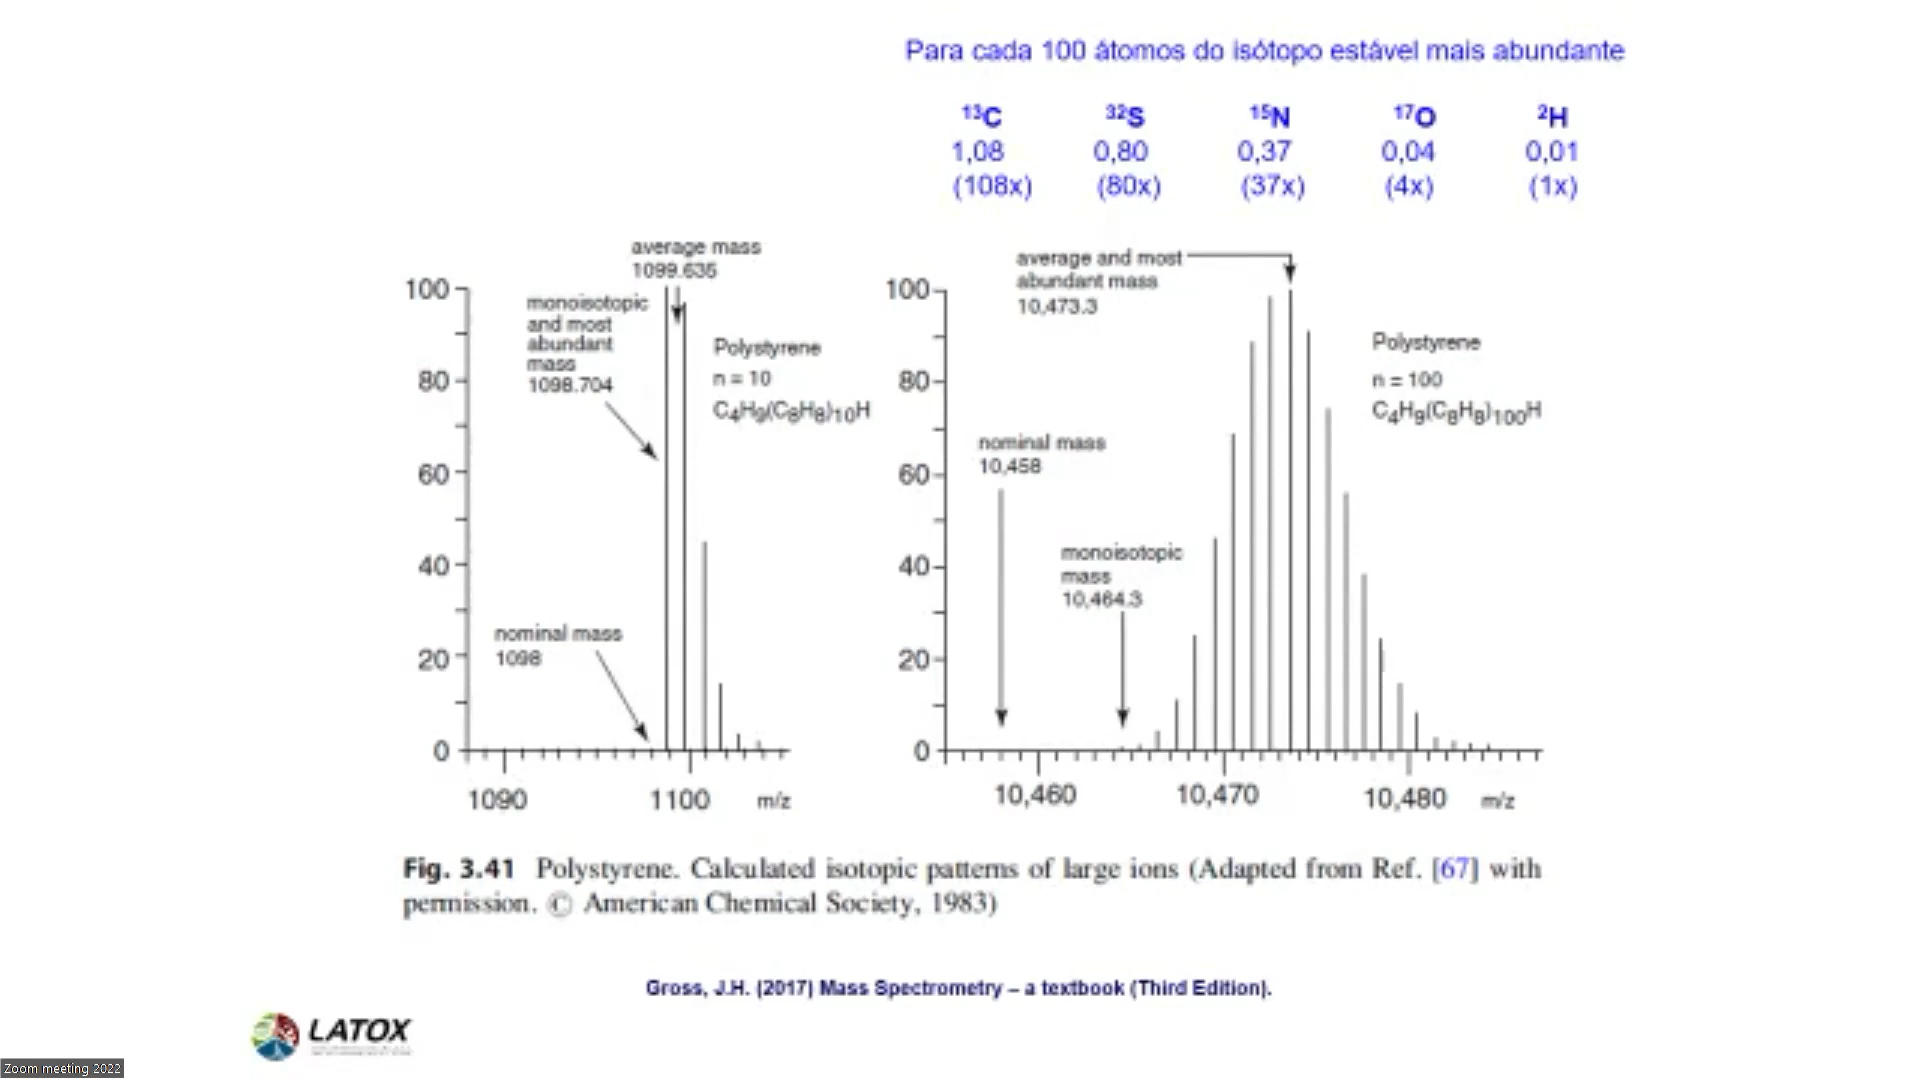 Para cada 100 átomos do isótopo estável mais abundante
¹³C ³²S ¹⁵N ¹⁷O ²H
1,08 0,80 0,37 0,04 0,01
(108x) (80x) (37x) (4x) (1x)
average mass
1099.635
monoisotopic
and most
abundant
mass
1098.704
Polystyrene
n = 10
C₄H₉(C₈H₈)₁₀H
nominal mass
1098
100
80
60
40
20
0
1090 1100 m/z
average and most
abundant mass
10,473.3
Polystyrene
n = 100
C₄H₉(C₈H₈)₁₀₀H
nominal mass
10,458
monoisotopic
mass
10,464.3
100
80
60
40
20
0
10,460 10,470 10,480 m/z
Fig. 3.41 Polystyrene. Calculated isotopic patterns of large ions (Adapted from Ref. [67] with
permission. © American Chemical Society, 1983)
Gross, J.H. (2017) Mass Spectrometry – a textbook (Third Edition).
LATOX
Zoom meeting 2022